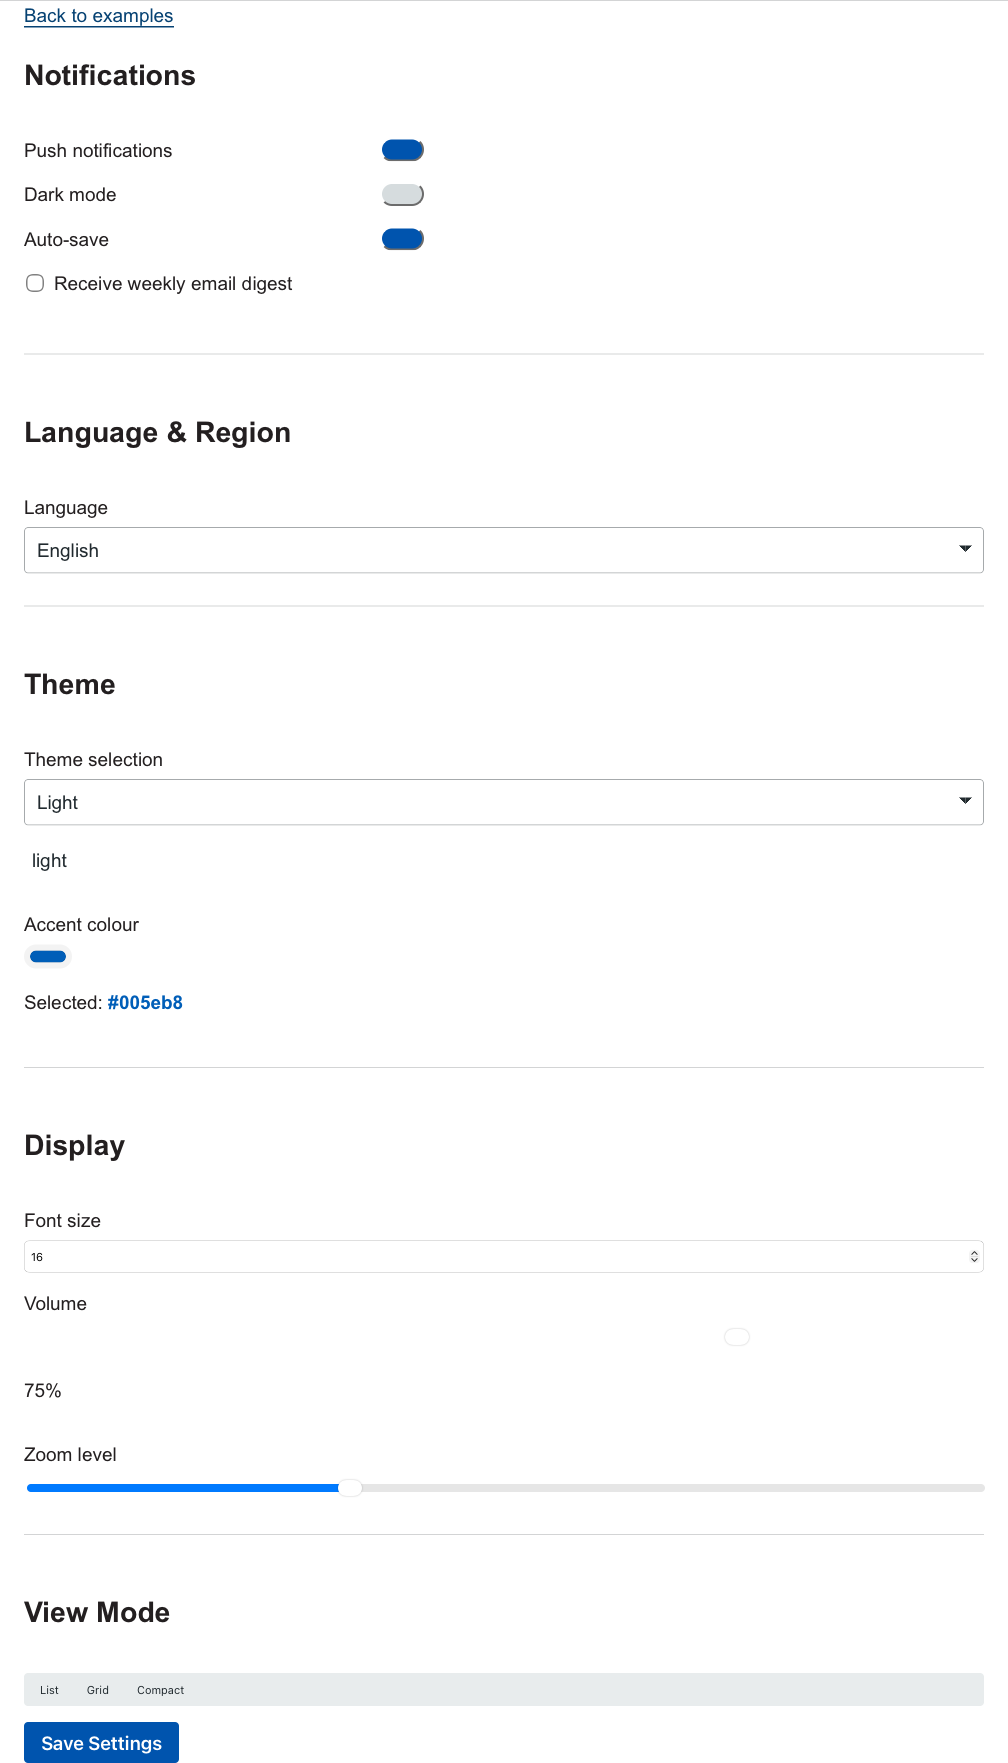 Back to examples
Notifications
Push notifications
Dark mode
Auto-save
Receive weekly email digest
Language & Region
Language
English
Theme
Theme selection
Light
light
Accent colour
Selected: #005eb8
Display
Font size
16
Volume
75%
Zoom level
View Mode
List Grid Compact
Save Settings